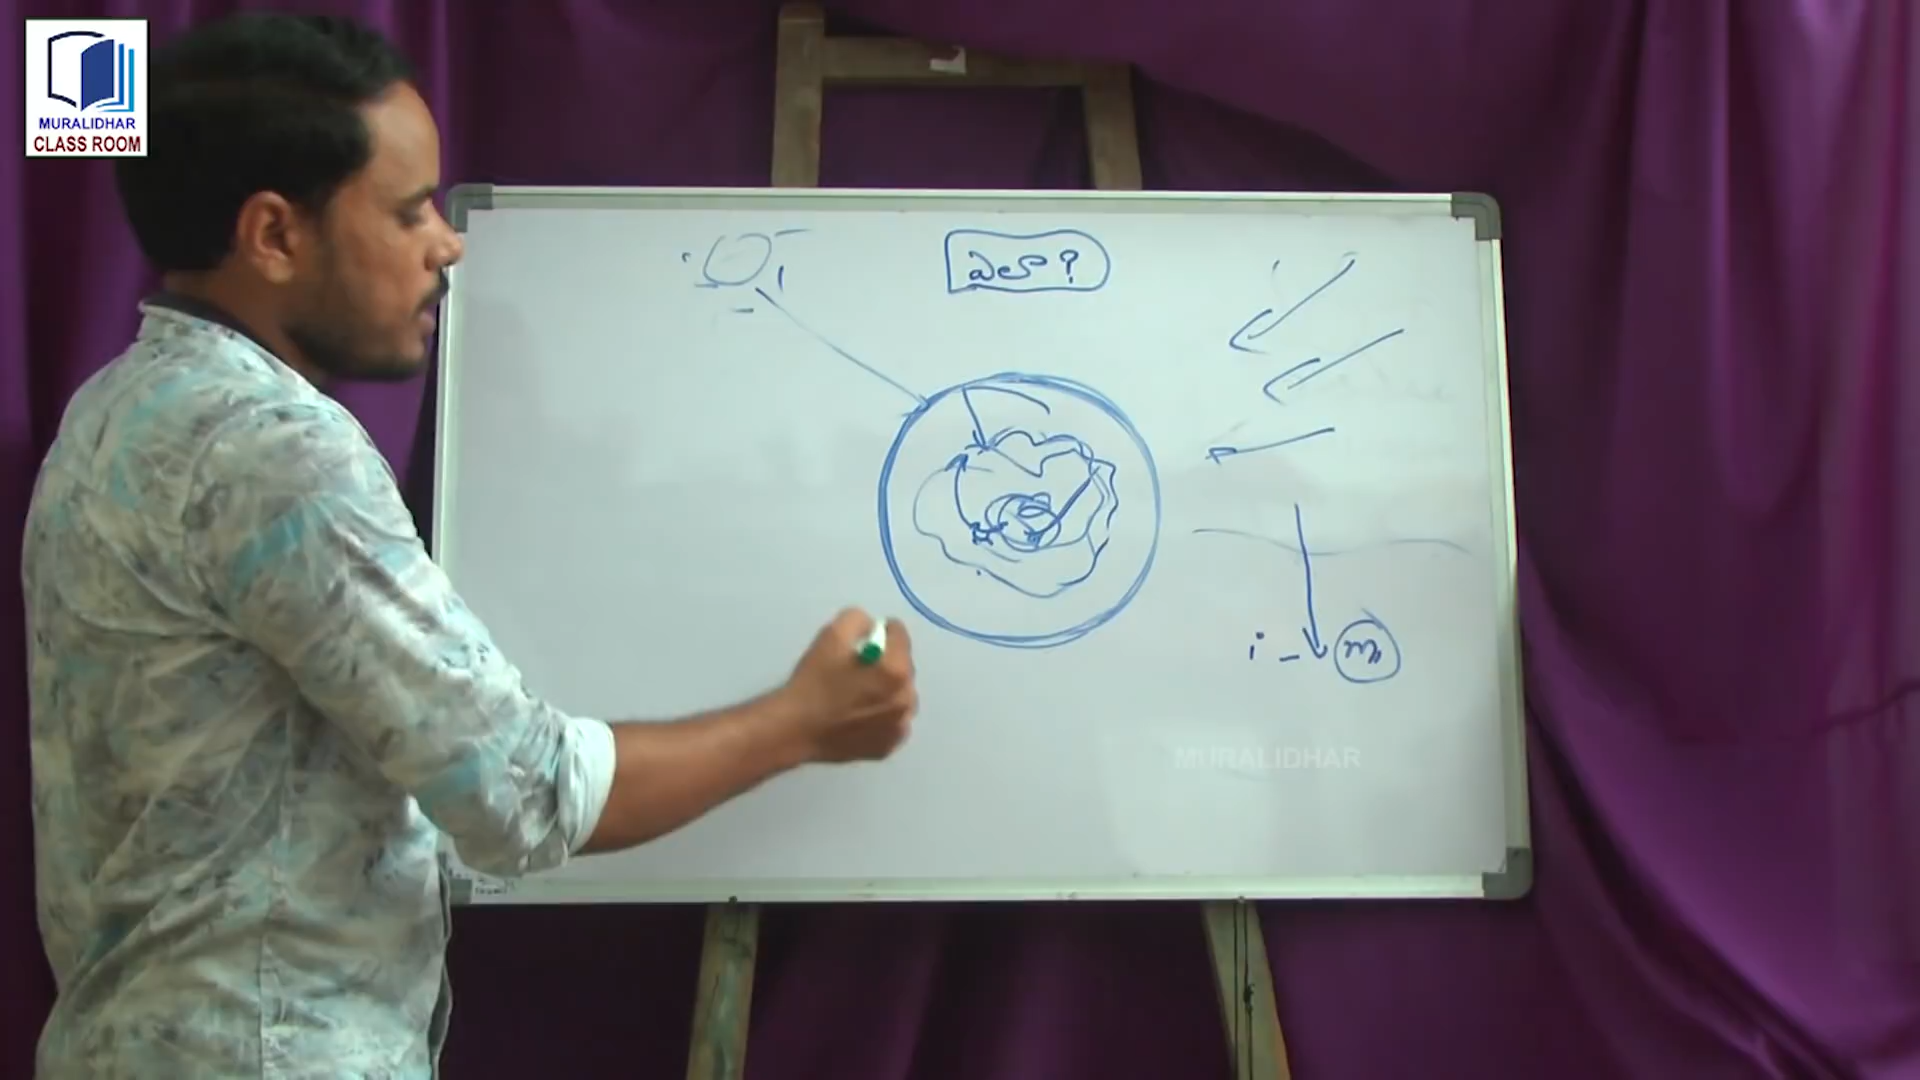 MURALIDHAR
CLASS ROOM
ఎలా ?
i -
MURALIDHAR